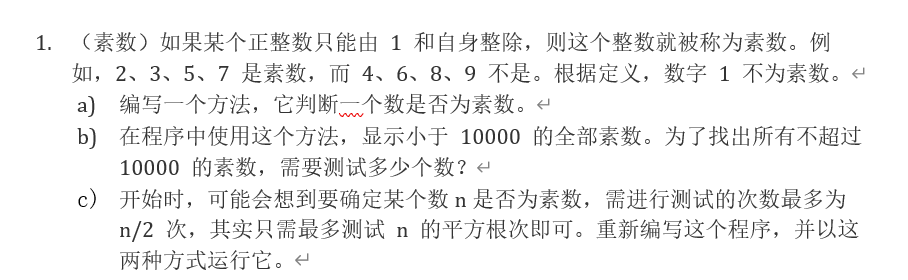 1. （素数）如果某个正整数只能由 1 和自身整除，则这个整数就被称为素数。例
如，2、3、5、7 是素数，而 4、6、8、9 不是。根据定义，数字 1 不为素数。↵
a) 编写一个方法，它判断一个数是否为素数。↵
b) 在程序中使用这个方法，显示小于 10000 的全部素数。为了找出所有不超过
10000 的素数，需要测试多少个数？↵
c) 开始时，可能会想到要确定某个数 n 是否为素数，需进行测试的次数最多为
n/2 次，其实只需最多测试 n 的平方根次即可。重新编写这个程序，并以这
两种方式运行它。↵